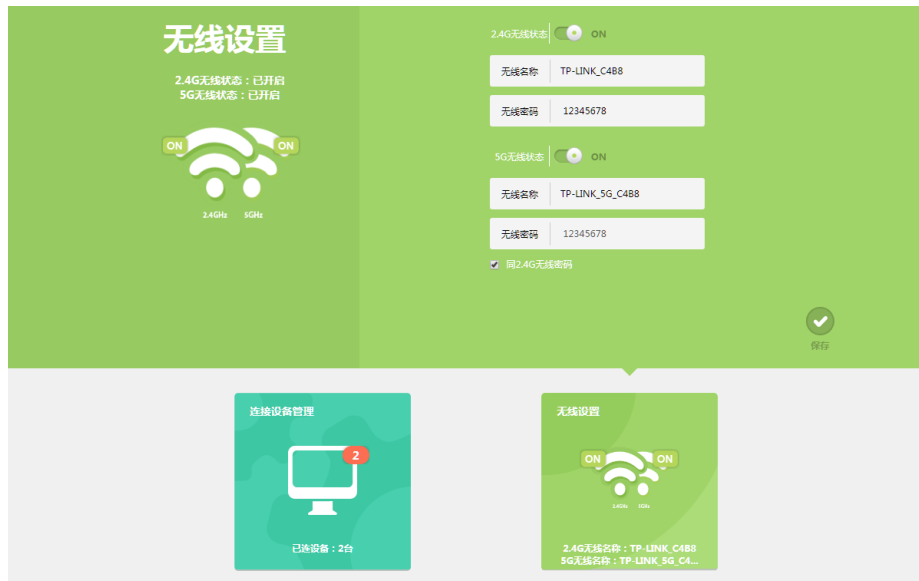 无线设置
2.4G无线状态：已开启
5G无线状态：已开启
ON ON
2.4GHz 5GHz
2.4G无线状态 ON
无线名称 TP-LINK_C4B8
无线密码 12345678
5G无线状态 ON
无线名称 TP-LINK_5G_C4B8
无线密码 12345678
同2.4G无线密码
保存
连接设备管理
2
已连设备：2台
无线设置
ON ON
2.4GHz 5GHz
2.4G无线名称：TP-LINK_C4B8
5G无线名称：TP-LINK_5G_C4...